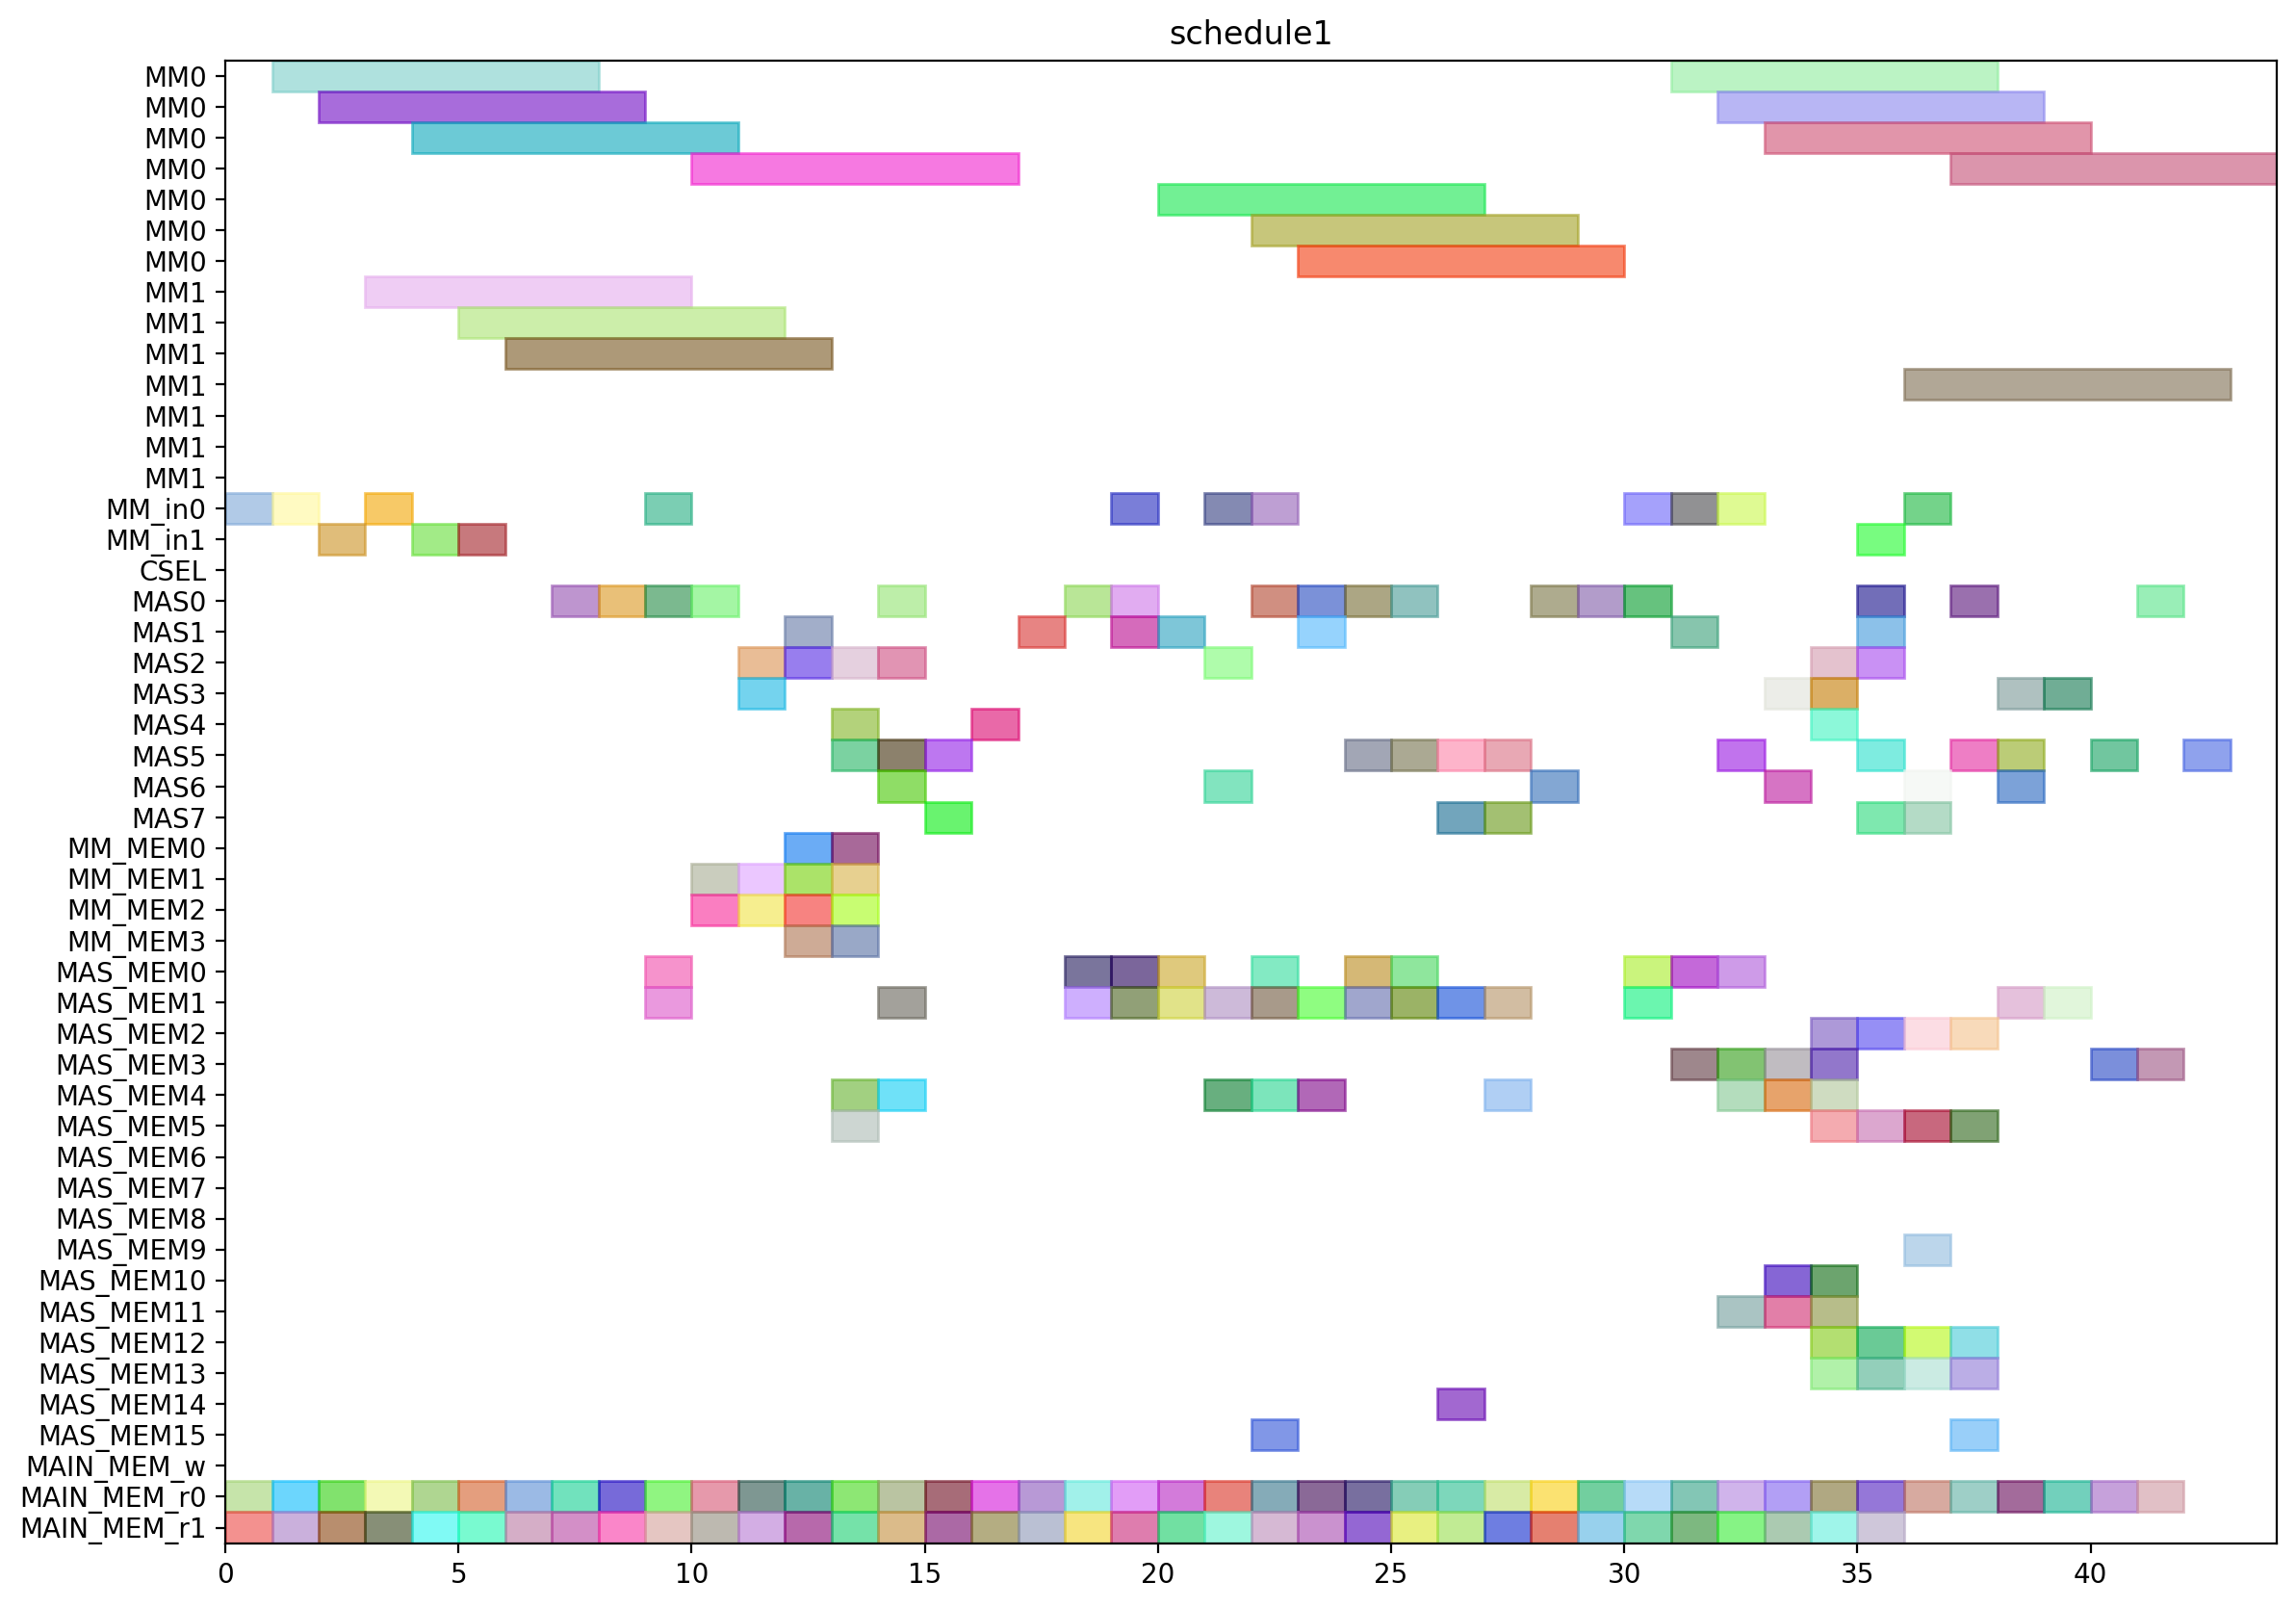 schedule1
MM0
MM0
MM0
MM0
MM0
MM0
MM0
MM1
MM1
MM1
MM1
MM1
MM1
MM1
MM_in0
MM_in1
CSEL
MAS0
MAS1
MAS2
MAS3
MAS4
MAS5
MAS6
MAS7
MM_MEM0
MM_MEM1
MM_MEM2
MM_MEM3
MAS_MEM0
MAS_MEM1
MAS_MEM2
MAS_MEM3
MAS_MEM4
MAS_MEM5
MAS_MEM6
MAS_MEM7
MAS_MEM8
MAS_MEM9
MAS_MEM10
MAS_MEM11
MAS_MEM12
MAS_MEM13
MAS_MEM14
MAS_MEM15
MAIN_MEM_w
MAIN_MEM_r0
MAIN_MEM_r1
0 5 10 15 20 25 30 35 40